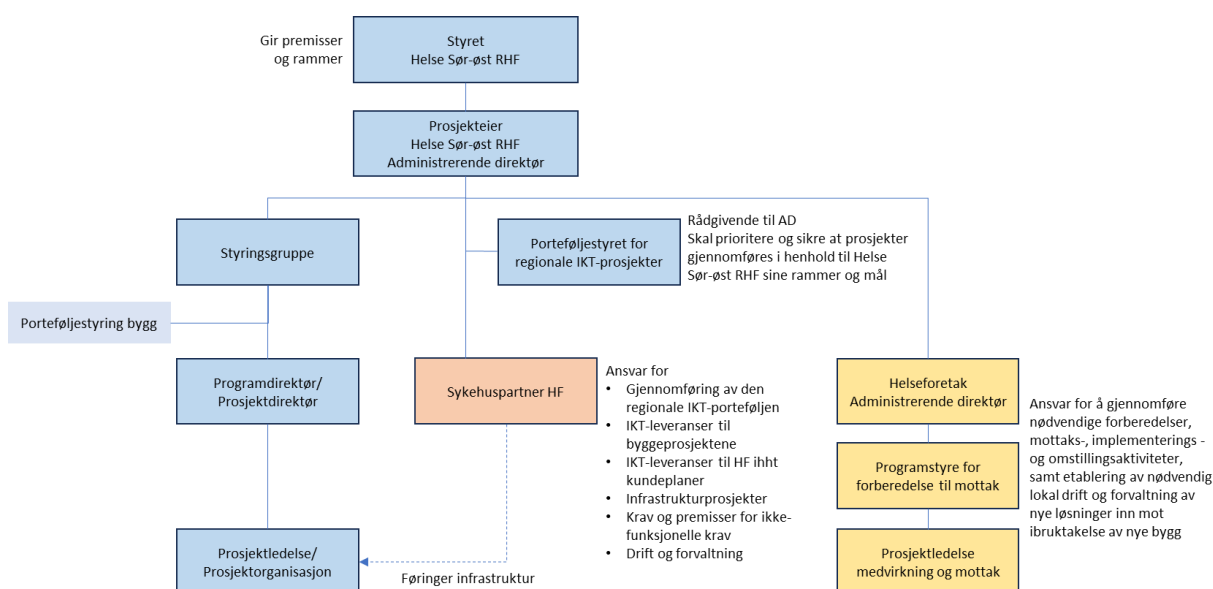 Gir premisser
og rammer
Styret
Helse Sør-øst RHF
Prosjekteier
Helse Sør-øst RHF
Administrerende direktør
Styringsgruppe
Porteføljestyret for
regionale IKT-prosjekter
Rådgivende til AD
Skal prioritere og sikre at prosjekter
gjennomføres i henhold til Helse
Sør-øst RHF sine rammer og mål
Porteføljestyring bygg
Programdirektør/
Prosjektdirektør
Sykehuspartner HF
Ansvar for
• Gjennomføring av den
regionale IKT-porteføljen
• IKT-leveranser til
byggeprosjektene
• IKT-leveranser til HF ihht
kundeplaner
• Infrastrukturprosjekter
• Krav og premisser for ikke-
funksjonelle krav
• Drift og forvaltning
Helseforetak
Administrerende direktør
Programstyre for
forberedelse til mottak
Prosjektledelse
medvirkning og mottak
Ansvar for å gjennomføre
nødvendige forberedelser,
mottaks-, implementerings -
og omstillingsaktiviteter,
samt etablering av nødvendig
lokal drift og forvaltning av
nye løsninger inn mot
ibruktakelse av nye bygg
Prosjektledelse/
Prosjektorganisasjon
Føringer infrastruktur